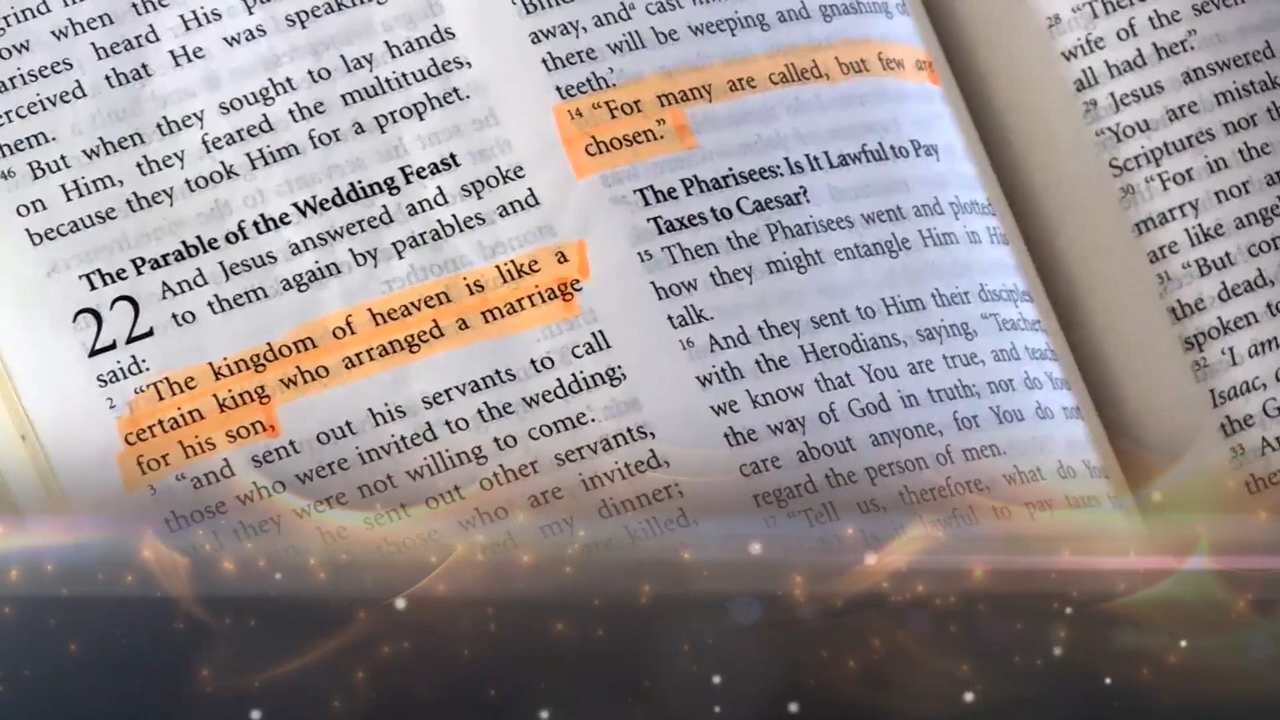 grind
ow when the
arisees heard His
erceived that He was speaking
hem.
46 But when they sought to lay hands
on Him, they feared the multitudes,
because they took Him for a prophet.
The Parable of the Wedding Feast
22 And Jesus answered and spoke
to them again by parables and
said:
2 “The kingdom of heaven is like a
certain king who arranged a marriage
for his son,
3 “and sent out his servants to call
those who were invited to the wedding;
they were not willing to come.
he sent out other servants,
those who are invited,
my dinner;
killed,
away, andᵃ cast
there will be weeping and gnashing of
teeth.’
14 “For many are called, but few are
chosen.”
The Pharisees: Is It Lawful to Pay
Taxes to Caesar?
15 Then the Pharisees went and plotted
how they might entangle Him in His
talk.
16 And they sent to Him their disciples
with the Herodians, saying, “Teacher,
we know that You are true, and teach
the way of God in truth; nor do You
care about anyone, for You do not
regard the person of men.
17 “Tell us, therefore, what do You
Is it lawful to pay taxes to
28 “There
wife of the seven
all had her.”
29 Jesus answered
“You are mistak
Scriptures nor th
30 “For in the
marry nor ar
are like angel
31 “But con
the dead,
spoken to
32 ‘I am
Isaac,
the G
33 An
the